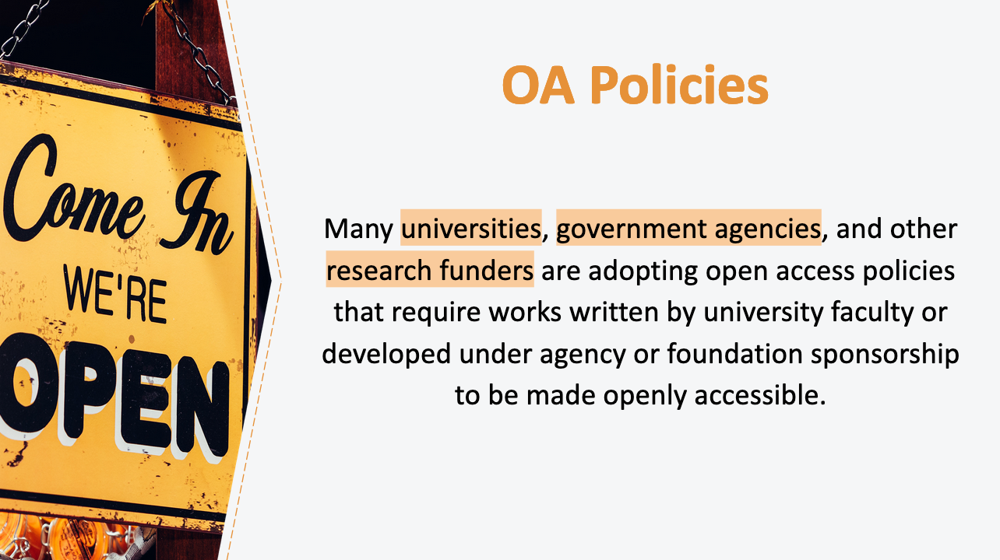 Come In
WE'RE
OPEN
OA Policies
Many universities, government agencies, and other
research funders are adopting open access policies
that require works written by university faculty or
developed under agency or foundation sponsorship
to be made openly accessible.